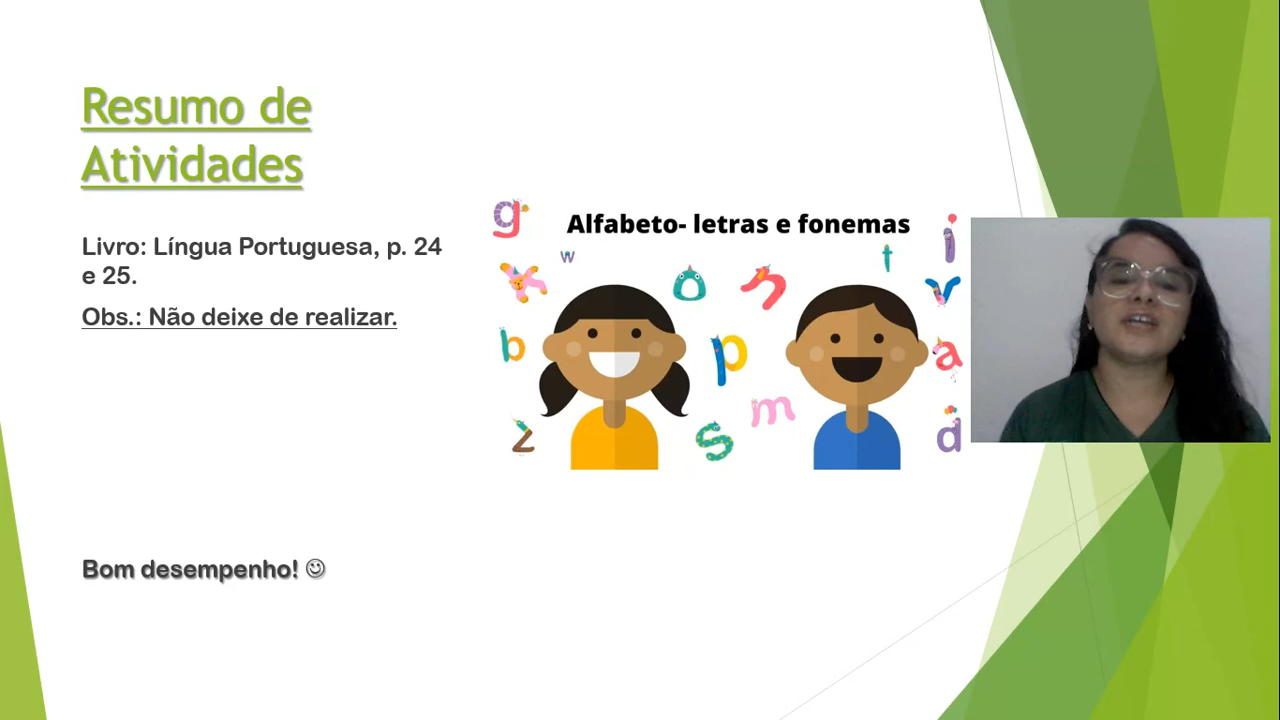 Resumo de
Atividades
Livro: Língua Portuguesa, p. 24
e 25.
Obs.: Não deixe de realizar.
Bom desempenho! ☺
Alfabeto- letras e fonemas
g
w
t
i
x
o
n
v
b
p
a
z
s
m
d